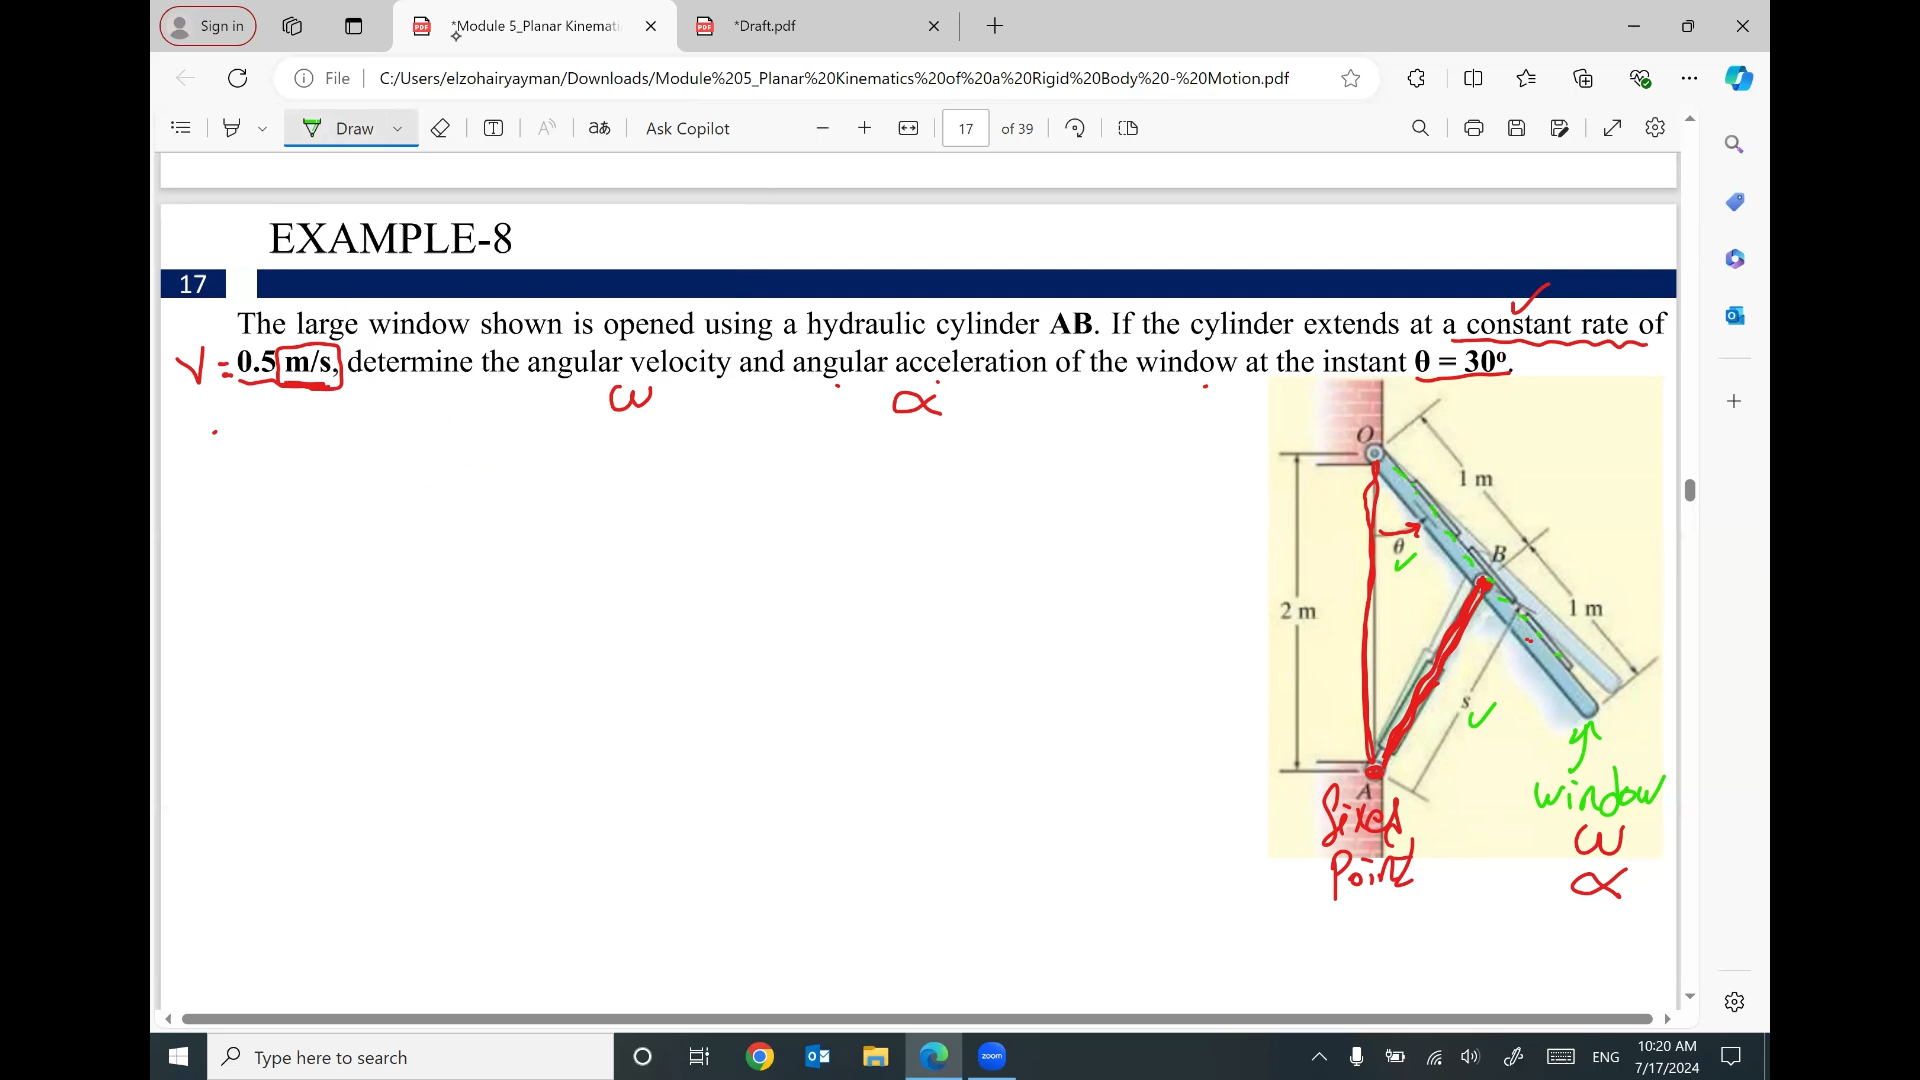 Sign in
*Module 5_Planar Kinemati
*Draft.pdf
File
C:/Users/elzohairyayman/Downloads/Module%205_Planar%20Kinematics%20of%20a%20Rigid%20Body%20-%20Motion.pdf
Draw
aあ
Ask Copilot
17
of 39
EXAMPLE-8
17
The large window shown is opened using a hydraulic cylinder AB. If the cylinder extends at a constant rate of
V = 0.5 m/s, determine the angular velocity and angular acceleration of the window at the instant θ = 30º.
ω
α
O
1 m
θ
B
2 m
1 m
s
A
fixed
Point
window
ω
α
Type here to search
zoom
ENG
10:20 AM
7/17/2024